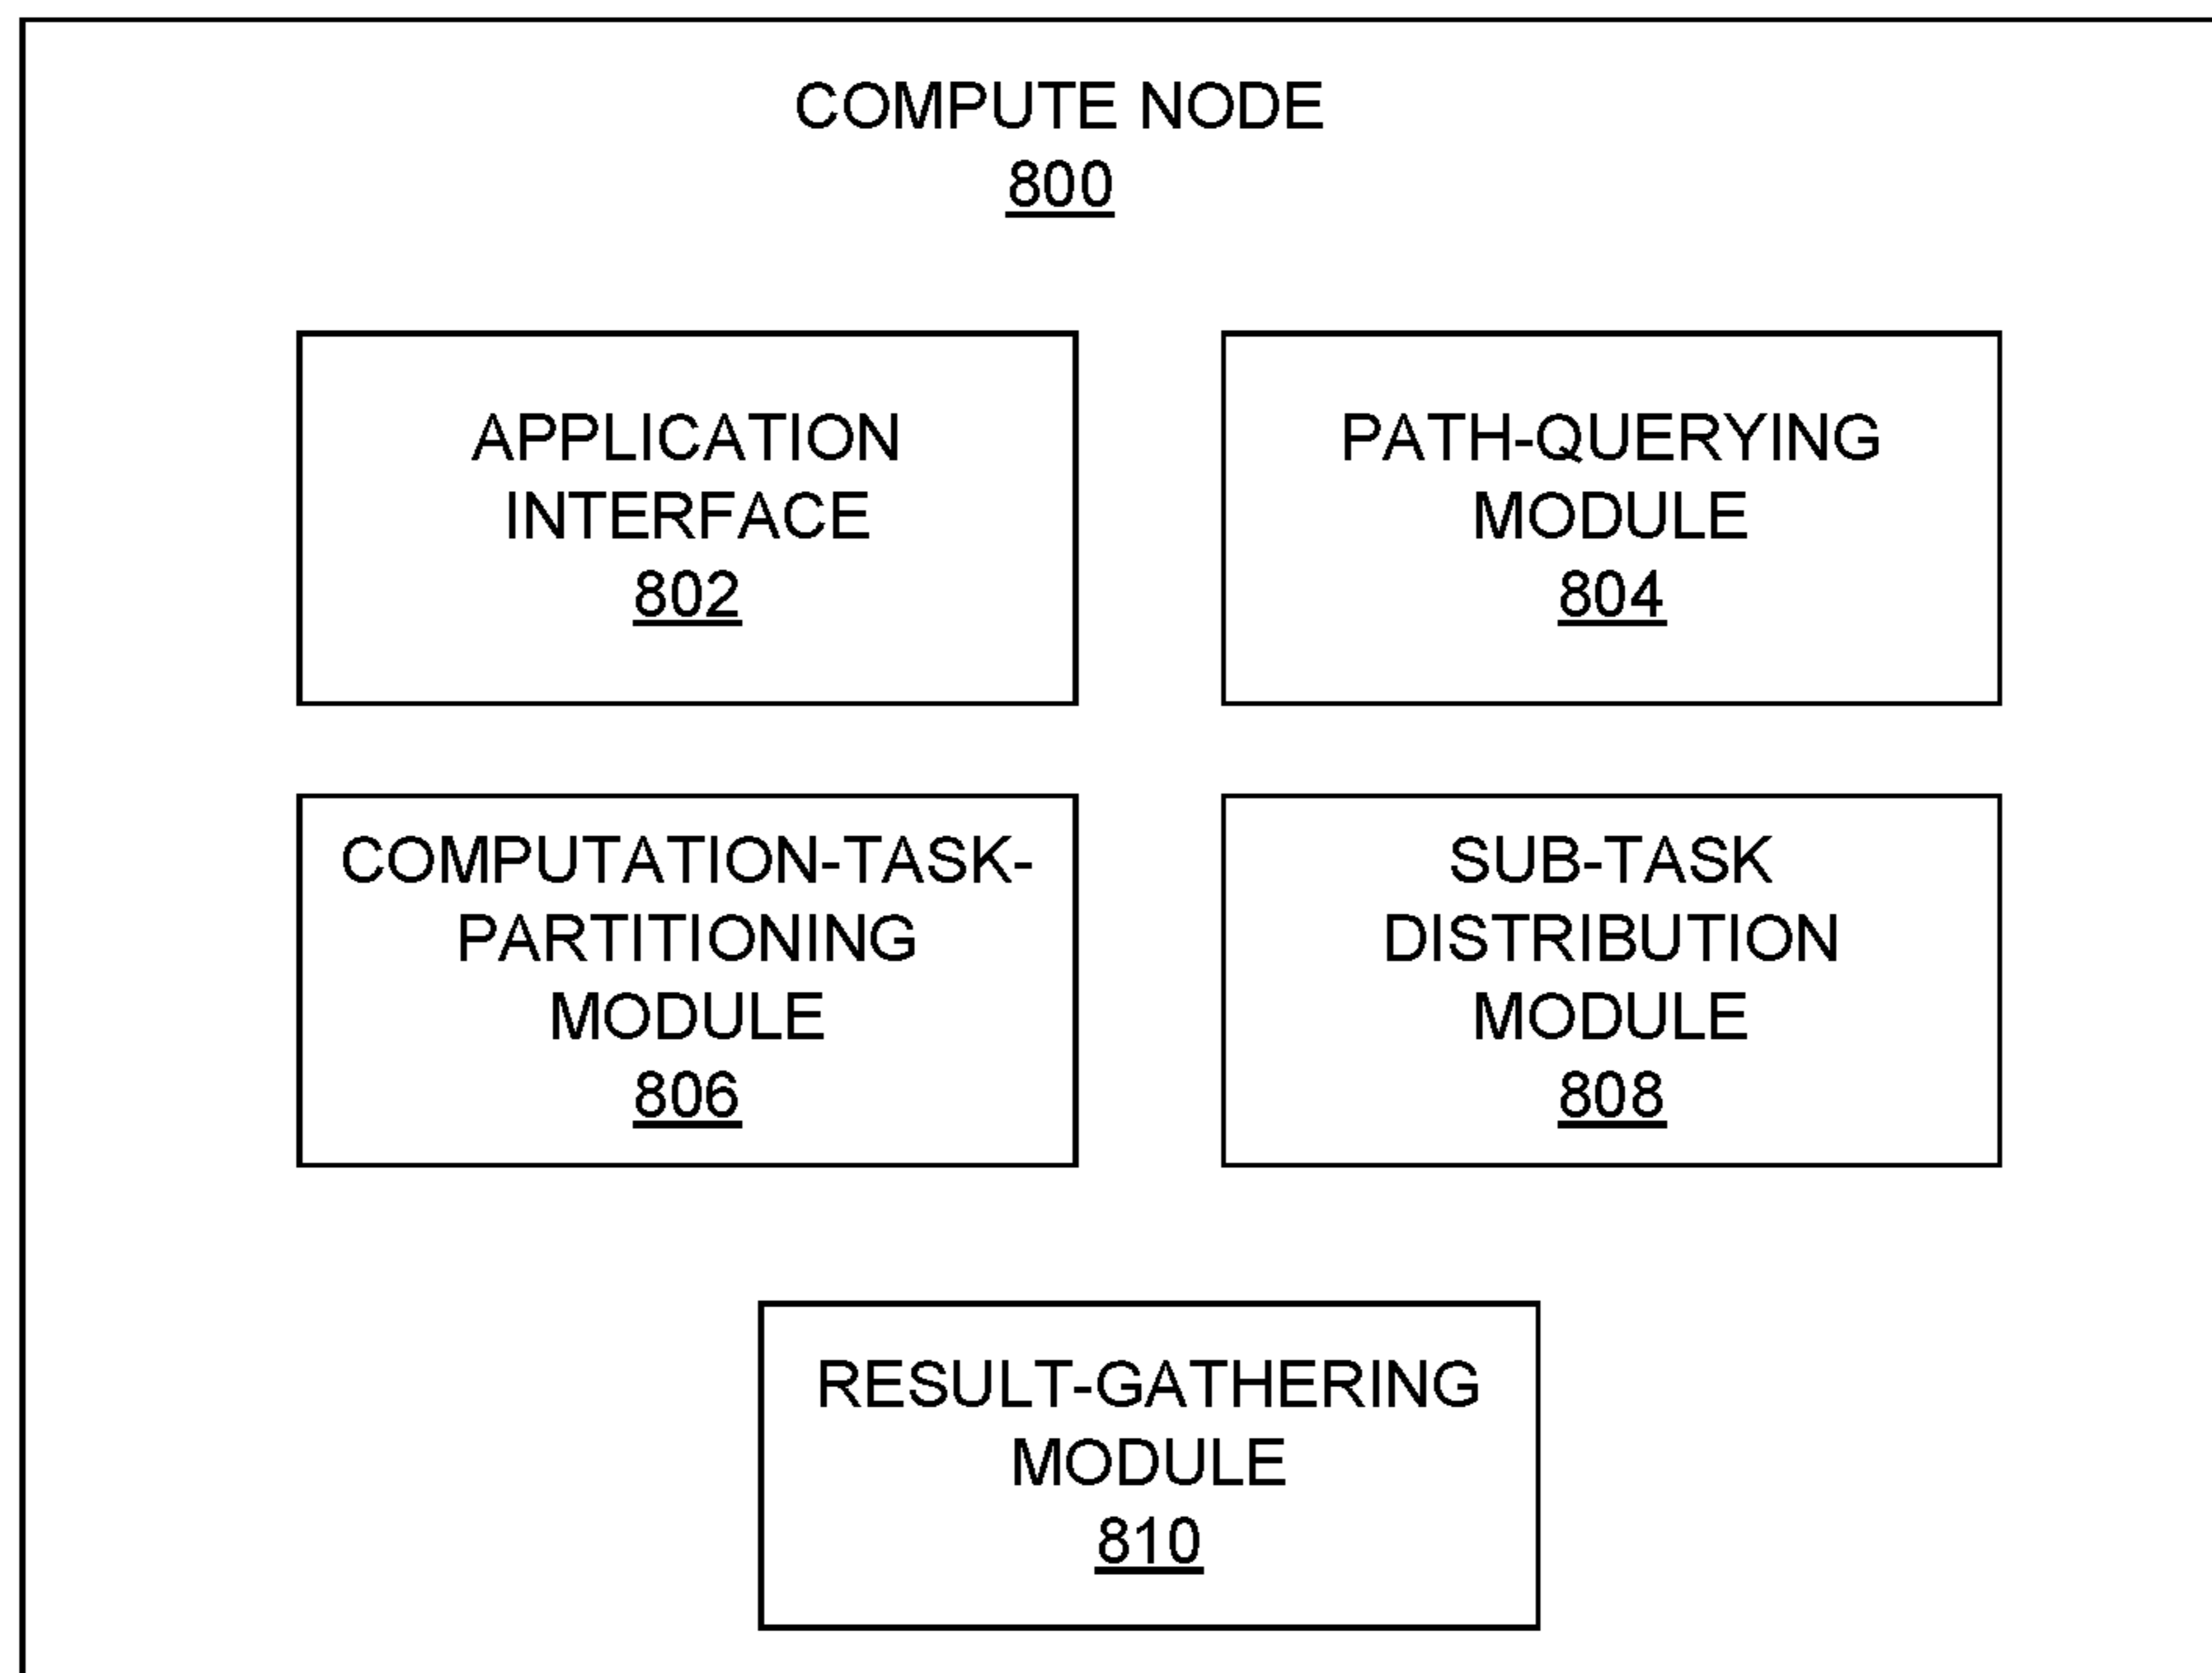 COMPUTE NODE
800
APPLICATION
INTERFACE
802
PATH-QUERYING
MODULE
804
COMPUTATION-TASK-
PARTITIONING
MODULE
806
SUB-TASK
DISTRIBUTION
MODULE
808
RESULT-GATHERING
MODULE
810